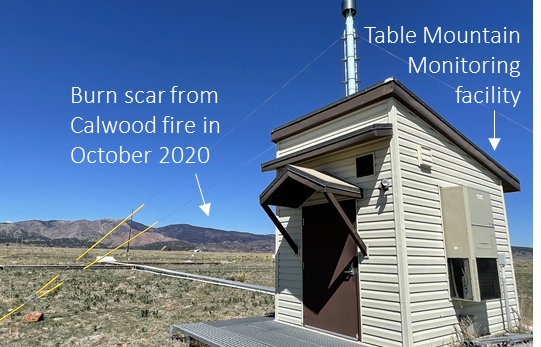 Table Mountain
Monitoring
facility
Burn scar from
Calwood fire in
October 2020